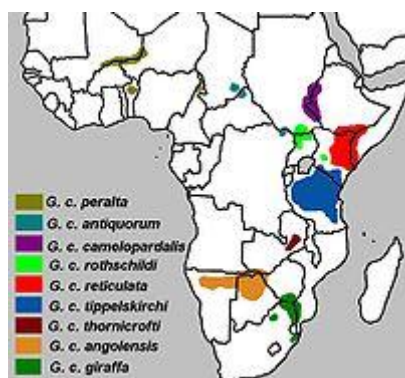 G. c. peralta
G. c. antiquorum
G. c. camelopardalis
G. c. rothschildi
G. c. reticulata
G. c. tippelskirchi
G. c. thornicrofti
G. c. angolensis
G. c. giraffa